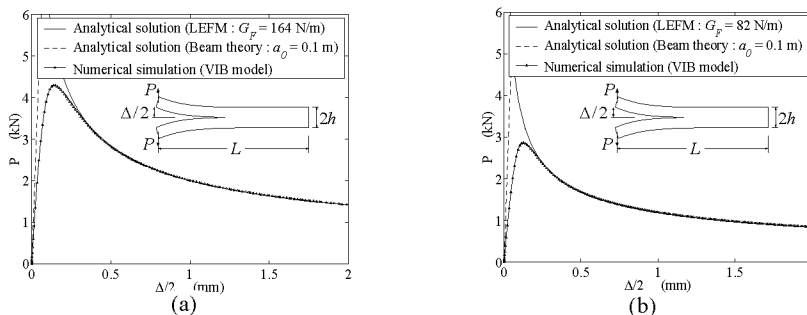 6
5
4
3
2
1
0
P (kN)
Analytical solution (LEFM : G_F = 164 N/m)
Analytical solution (Beam theory : a_0 = 0.1 m)
Numerical simulation (VIB model)
P
Δ/2
P
2h
L
0
0.5
1
1.5
2
Δ/2 (mm)
(a)
6
5
4
3
2
1
0
P (kN)
Analytical solution (LEFM : G_F = 82 N/m)
Analytical solution (Beam theory : a_0 = 0.1 m)
Numerical simulation (VIB model)
P
Δ/2
P
2h
L
0
0.5
1
1.5
Δ/2 (mm)
(b)